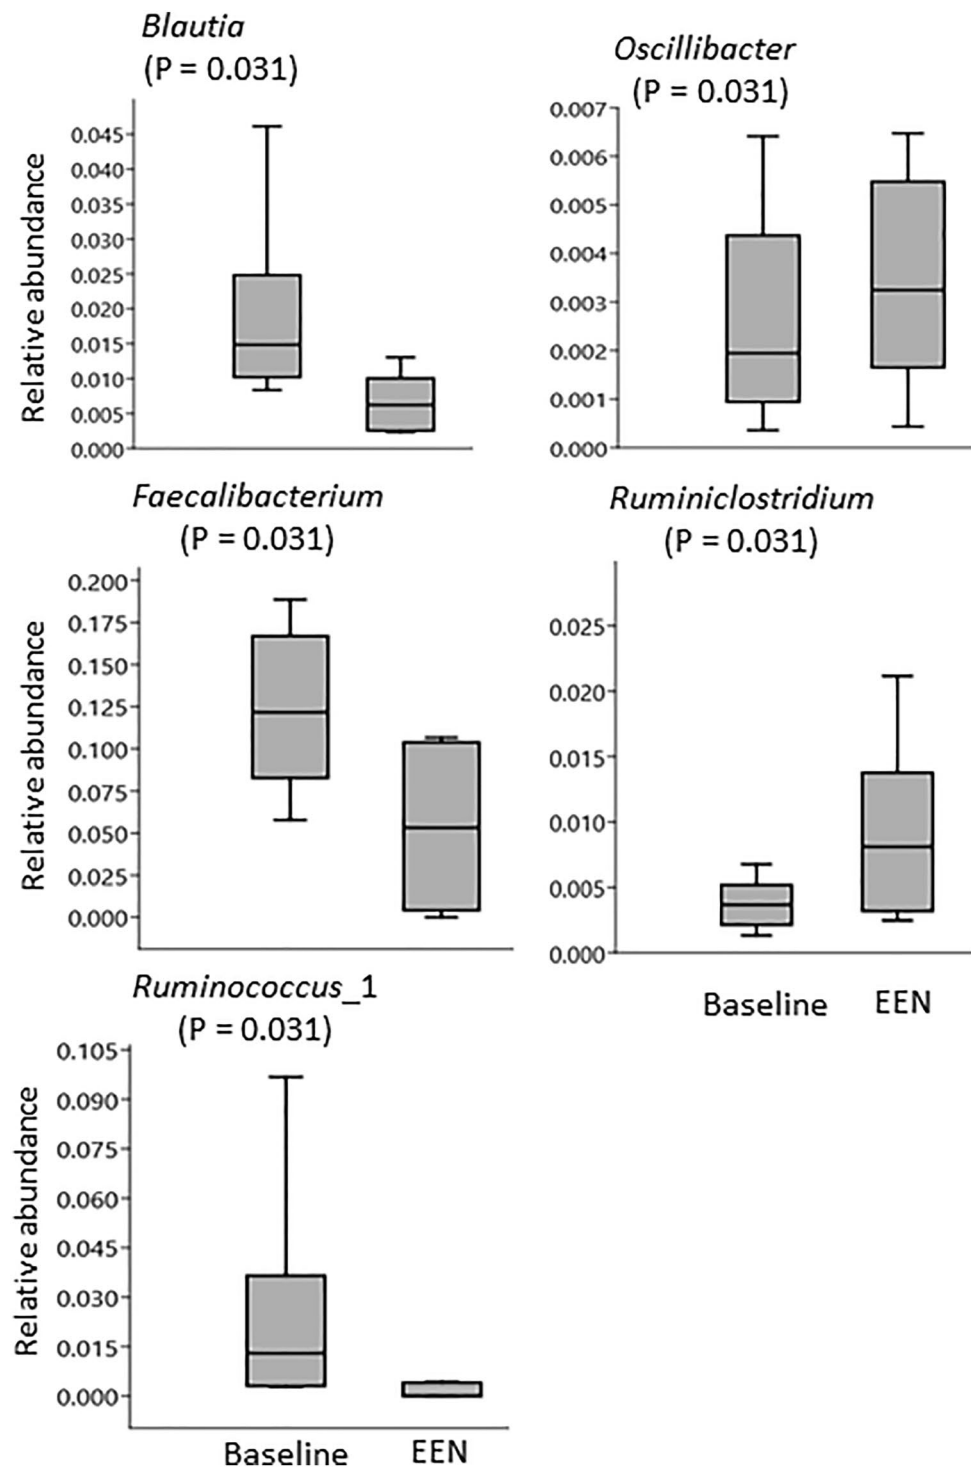 Blautia
(P = 0.031)
Relative abundance
0.045
0.040
0.035
0.030
0.025
0.020
0.015
0.010
0.005
0.000
Oscillibacter
(P = 0.031)
0.007
0.006
0.005
0.004
0.003
0.002
0.001
0.000
Faecalibacterium
(P = 0.031)
Relative abundance
0.200
0.175
0.150
0.125
0.100
0.075
0.050
0.025
0.000
Ruminiclostridium
(P = 0.031)
0.025
0.020
0.015
0.010
0.005
0.000
Baseline EEN
Ruminococcus_1
(P = 0.031)
Relative abundance
0.105
0.090
0.075
0.060
0.045
0.030
0.015
0.000
Baseline EEN